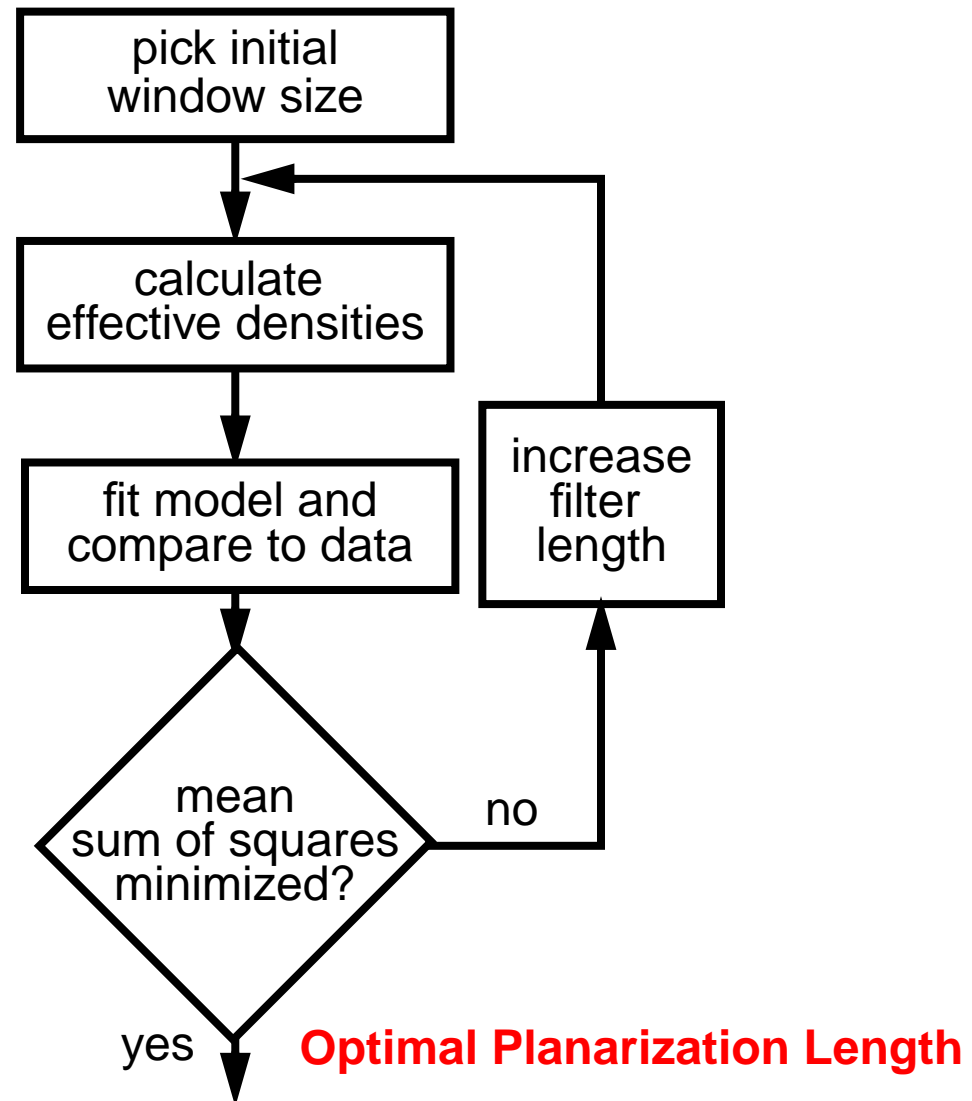 pick initial
window size
calculate
effective densities
fit model and
compare to data
increase
filter
length
mean
sum of squares
minimized?
no
yes
Optimal Planarization Length